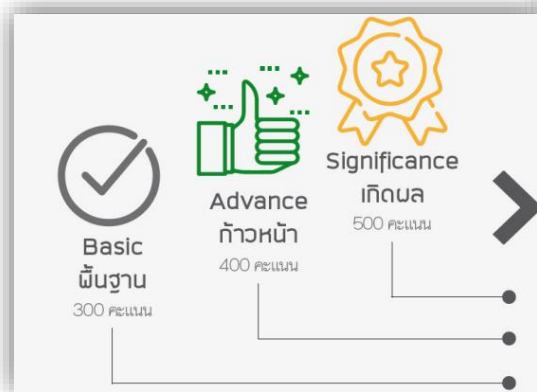 Basic
พื้นฐาน
300 คะแนน
Advance
ก้าวหน้า
400 คะแนน
Significance
เกิดผล
500 คะแนน